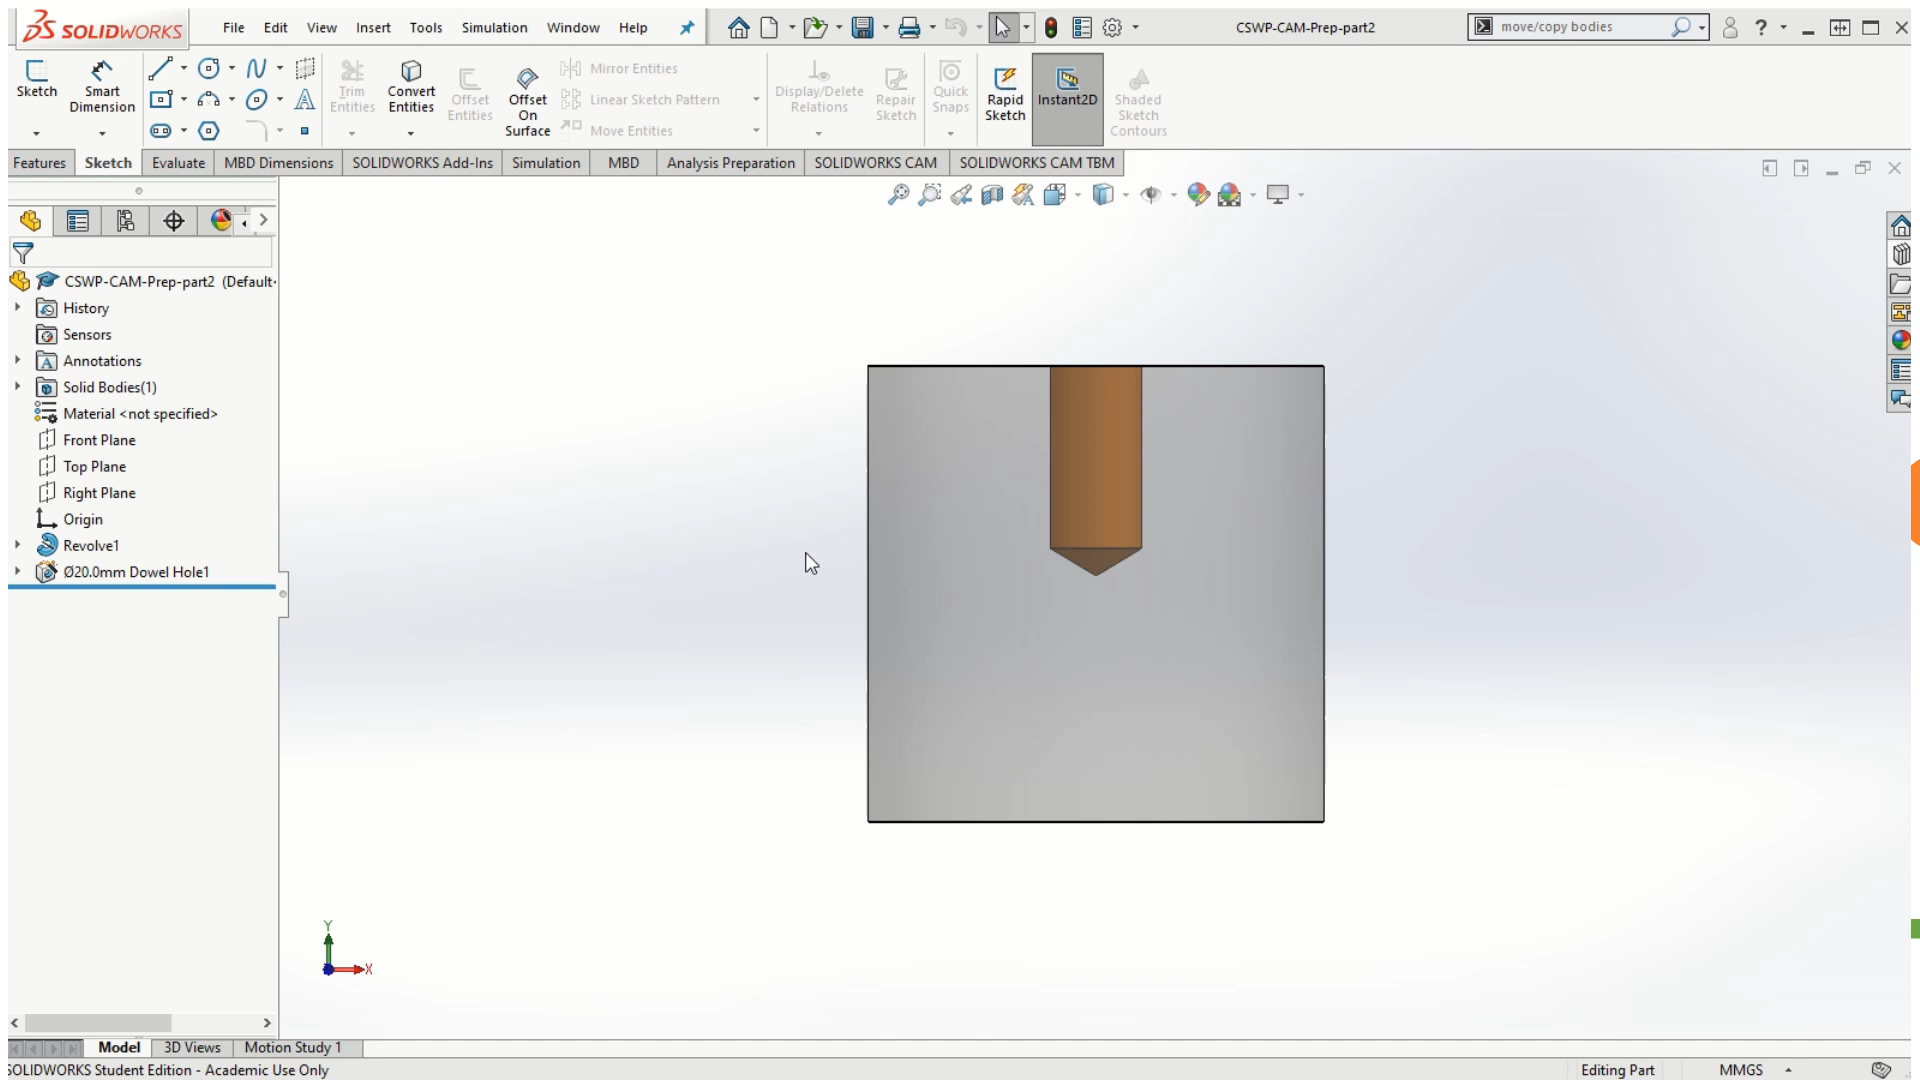 SOLIDWORKS File Edit View Insert Tools Simulation Window Help CSWP-CAM-Prep-part2 move/copy bodies ?
Sketch
Smart Dimension
Trim Entities
Convert Entities
Offset Entities
Offset On Surface
Mirror Entities
Linear Sketch Pattern
Move Entities
Display/Delete Relations
Repair Sketch
Quick Snaps
Rapid Sketch
Instant2D
Shaded Sketch Contours
Features Sketch Evaluate MBD Dimensions SOLIDWORKS Add-Ins Simulation MBD Analysis Preparation SOLIDWORKS CAM SOLIDWORKS CAM TBM
CSWP-CAM-Prep-part2 (Default-
History
Sensors
Annotations
Solid Bodies(1)
Material <not specified>
Front Plane
Top Plane
Right Plane
Origin
Revolve1
Ø20.0mm Dowel Hole1
Y
X
Model 3D Views Motion Study 1
SOLIDWORKS Student Edition - Academic Use Only Editing Part MMGS